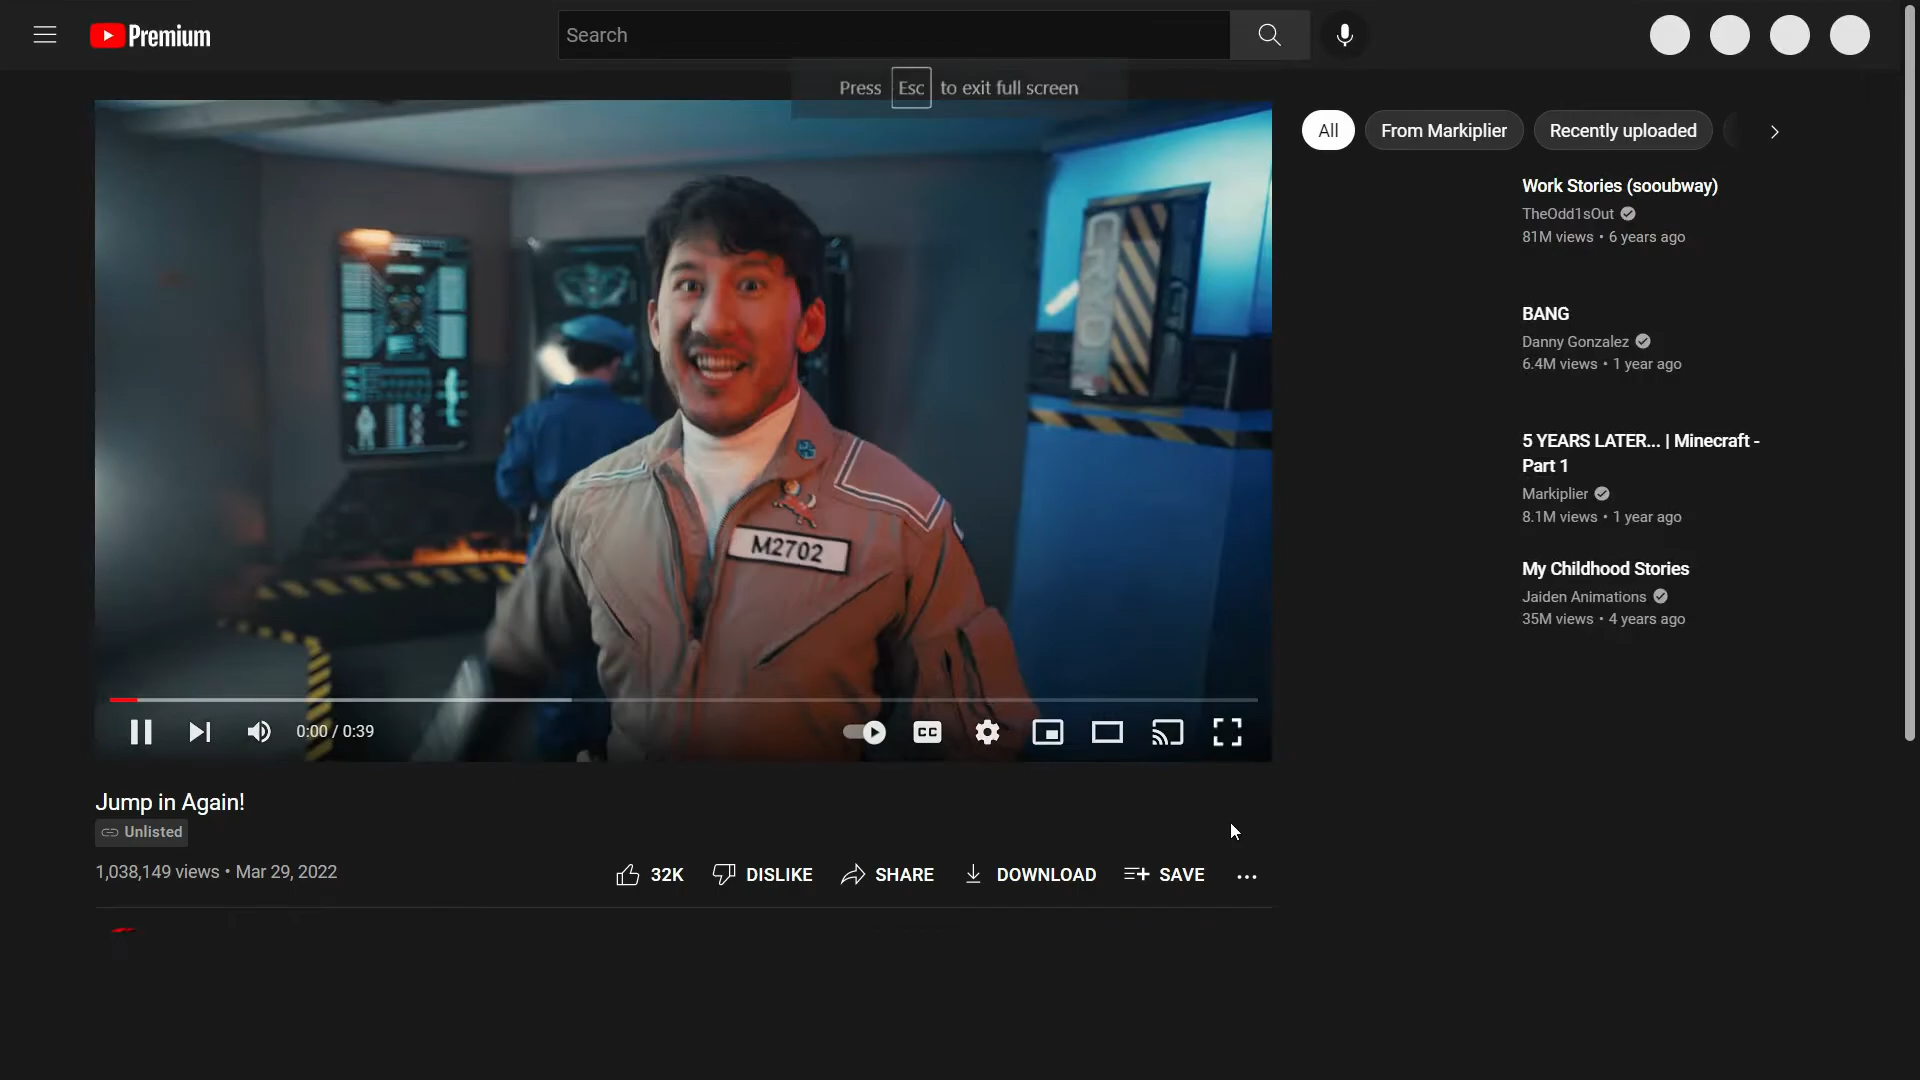 Premium
Search
Press Esc to exit full screen
All
From Markiplier
Recently uploaded
Work Stories (sooubway)
TheOdd1sOut
81M views • 6 years ago
BANG
Danny Gonzalez
6.4M views • 1 year ago
5 YEARS LATER... | Minecraft -
Part 1
Markiplier
8.1M views • 1 year ago
My Childhood Stories
Jaiden Animations
35M views • 4 years ago
CRYO
M2702
0:00 / 0:39
CC
Jump in Again!
Unlisted
1,038,149 views • Mar 29, 2022
32K
DISLIKE
SHARE
DOWNLOAD
SAVE